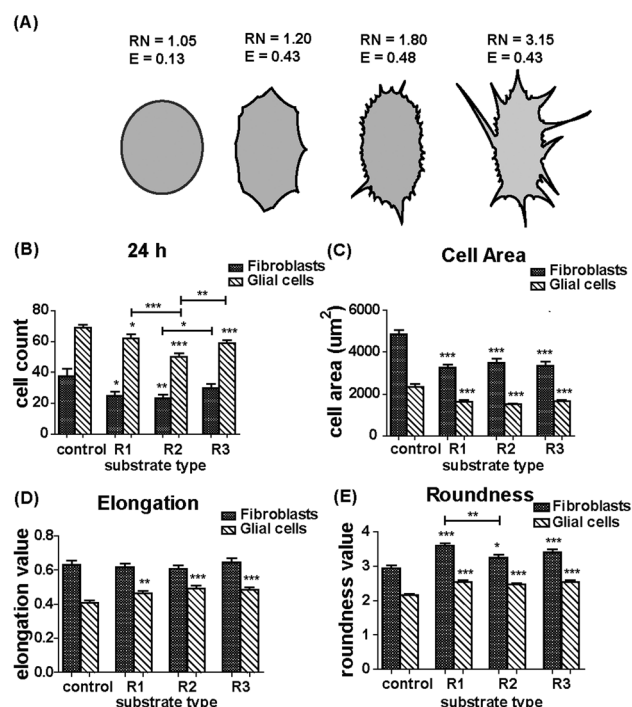 (A)
RN = 1.05 RN = 1.20 RN = 1.80 RN = 3.15
E = 0.13 E = 0.43 E = 0.48 E = 0.43
(B) 24 h
Fibroblasts
Glial cells
80
60
40
20
0
cell count
*** ** * * *** *** * **
control R1 R2 R3
substrate type
(C) Cell Area
Fibroblasts
Glial cells
6000
4000
2000
0
cell area (um2)
*** *** *** *** *** ***
control R1 R2 R3
substrate type
(D) Elongation
Fibroblasts
Glial cells
0.8
0.6
0.4
0.2
0.0
elongation value
** *** ***
control R1 R2 R3
substrate type
(E) Roundness
Fibroblasts
Glial cells
4
3
2
1
0
roundness value
** *** * *** *** *** ***
control R1 R2 R3
substrate type